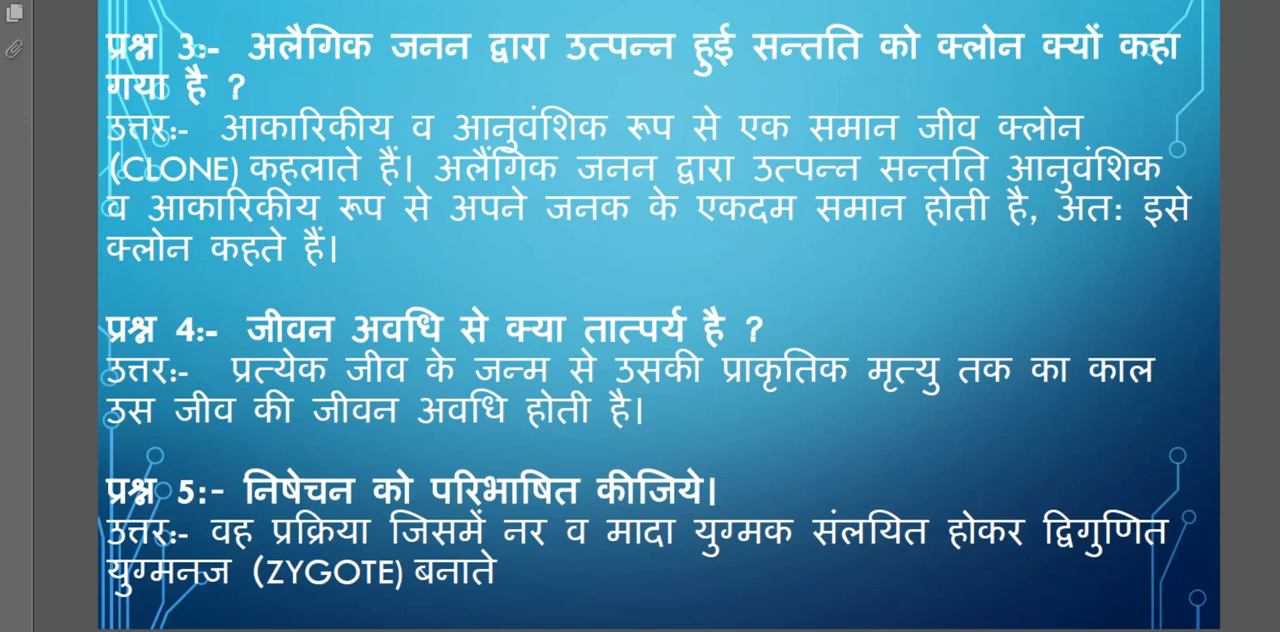 प्रश्न 3:- अलैगिक जनन द्वारा उत्पन्न हुई सन्तति को क्लोन क्यों कहा
गया है ?
उत्तर:- आकारिकीय व आनुवंशिक रूप से एक समान जीव क्लोन
(CLONE) कहलाते हैं। अलैंगिक जनन द्वारा उत्पन्न सन्तति आनुवंशिक
व आकारिकीय रूप से अपने जनक के एकदम समान होती है, अत: इसे
क्लोन कहते हैं।
प्रश्न 4:- जीवन अवधि से क्या तात्पर्य है ?
उत्तर:- प्रत्येक जीव के जन्म से उसकी प्राकृतिक मृत्यु तक का काल
उस जीव की जीवन अवधि होती है।
प्रश्न 5:- निषेचन को परिभाषित कीजिये।
उत्तर:- वह प्रक्रिया जिसमें नर व मादा युग्मक संलयित होकर द्विगुणित
युग्मनज (ZYGOTE) बनाते